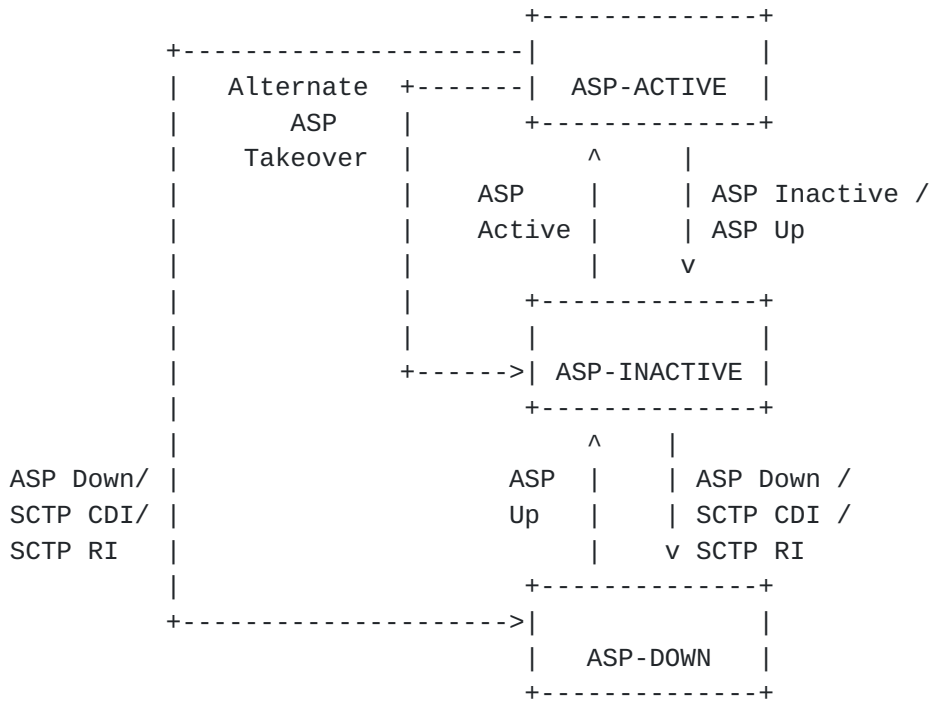 Alternate
ASP-ACTIVE
ASP
Takeover
ASP
ASP Inactive /
Active
ASP Up
ASP-INACTIVE
ASP Down/
ASP
ASP Down /
SCTP CDI/
Up
SCTP CDI /
SCTP RI
SCTP RI
ASP-DOWN